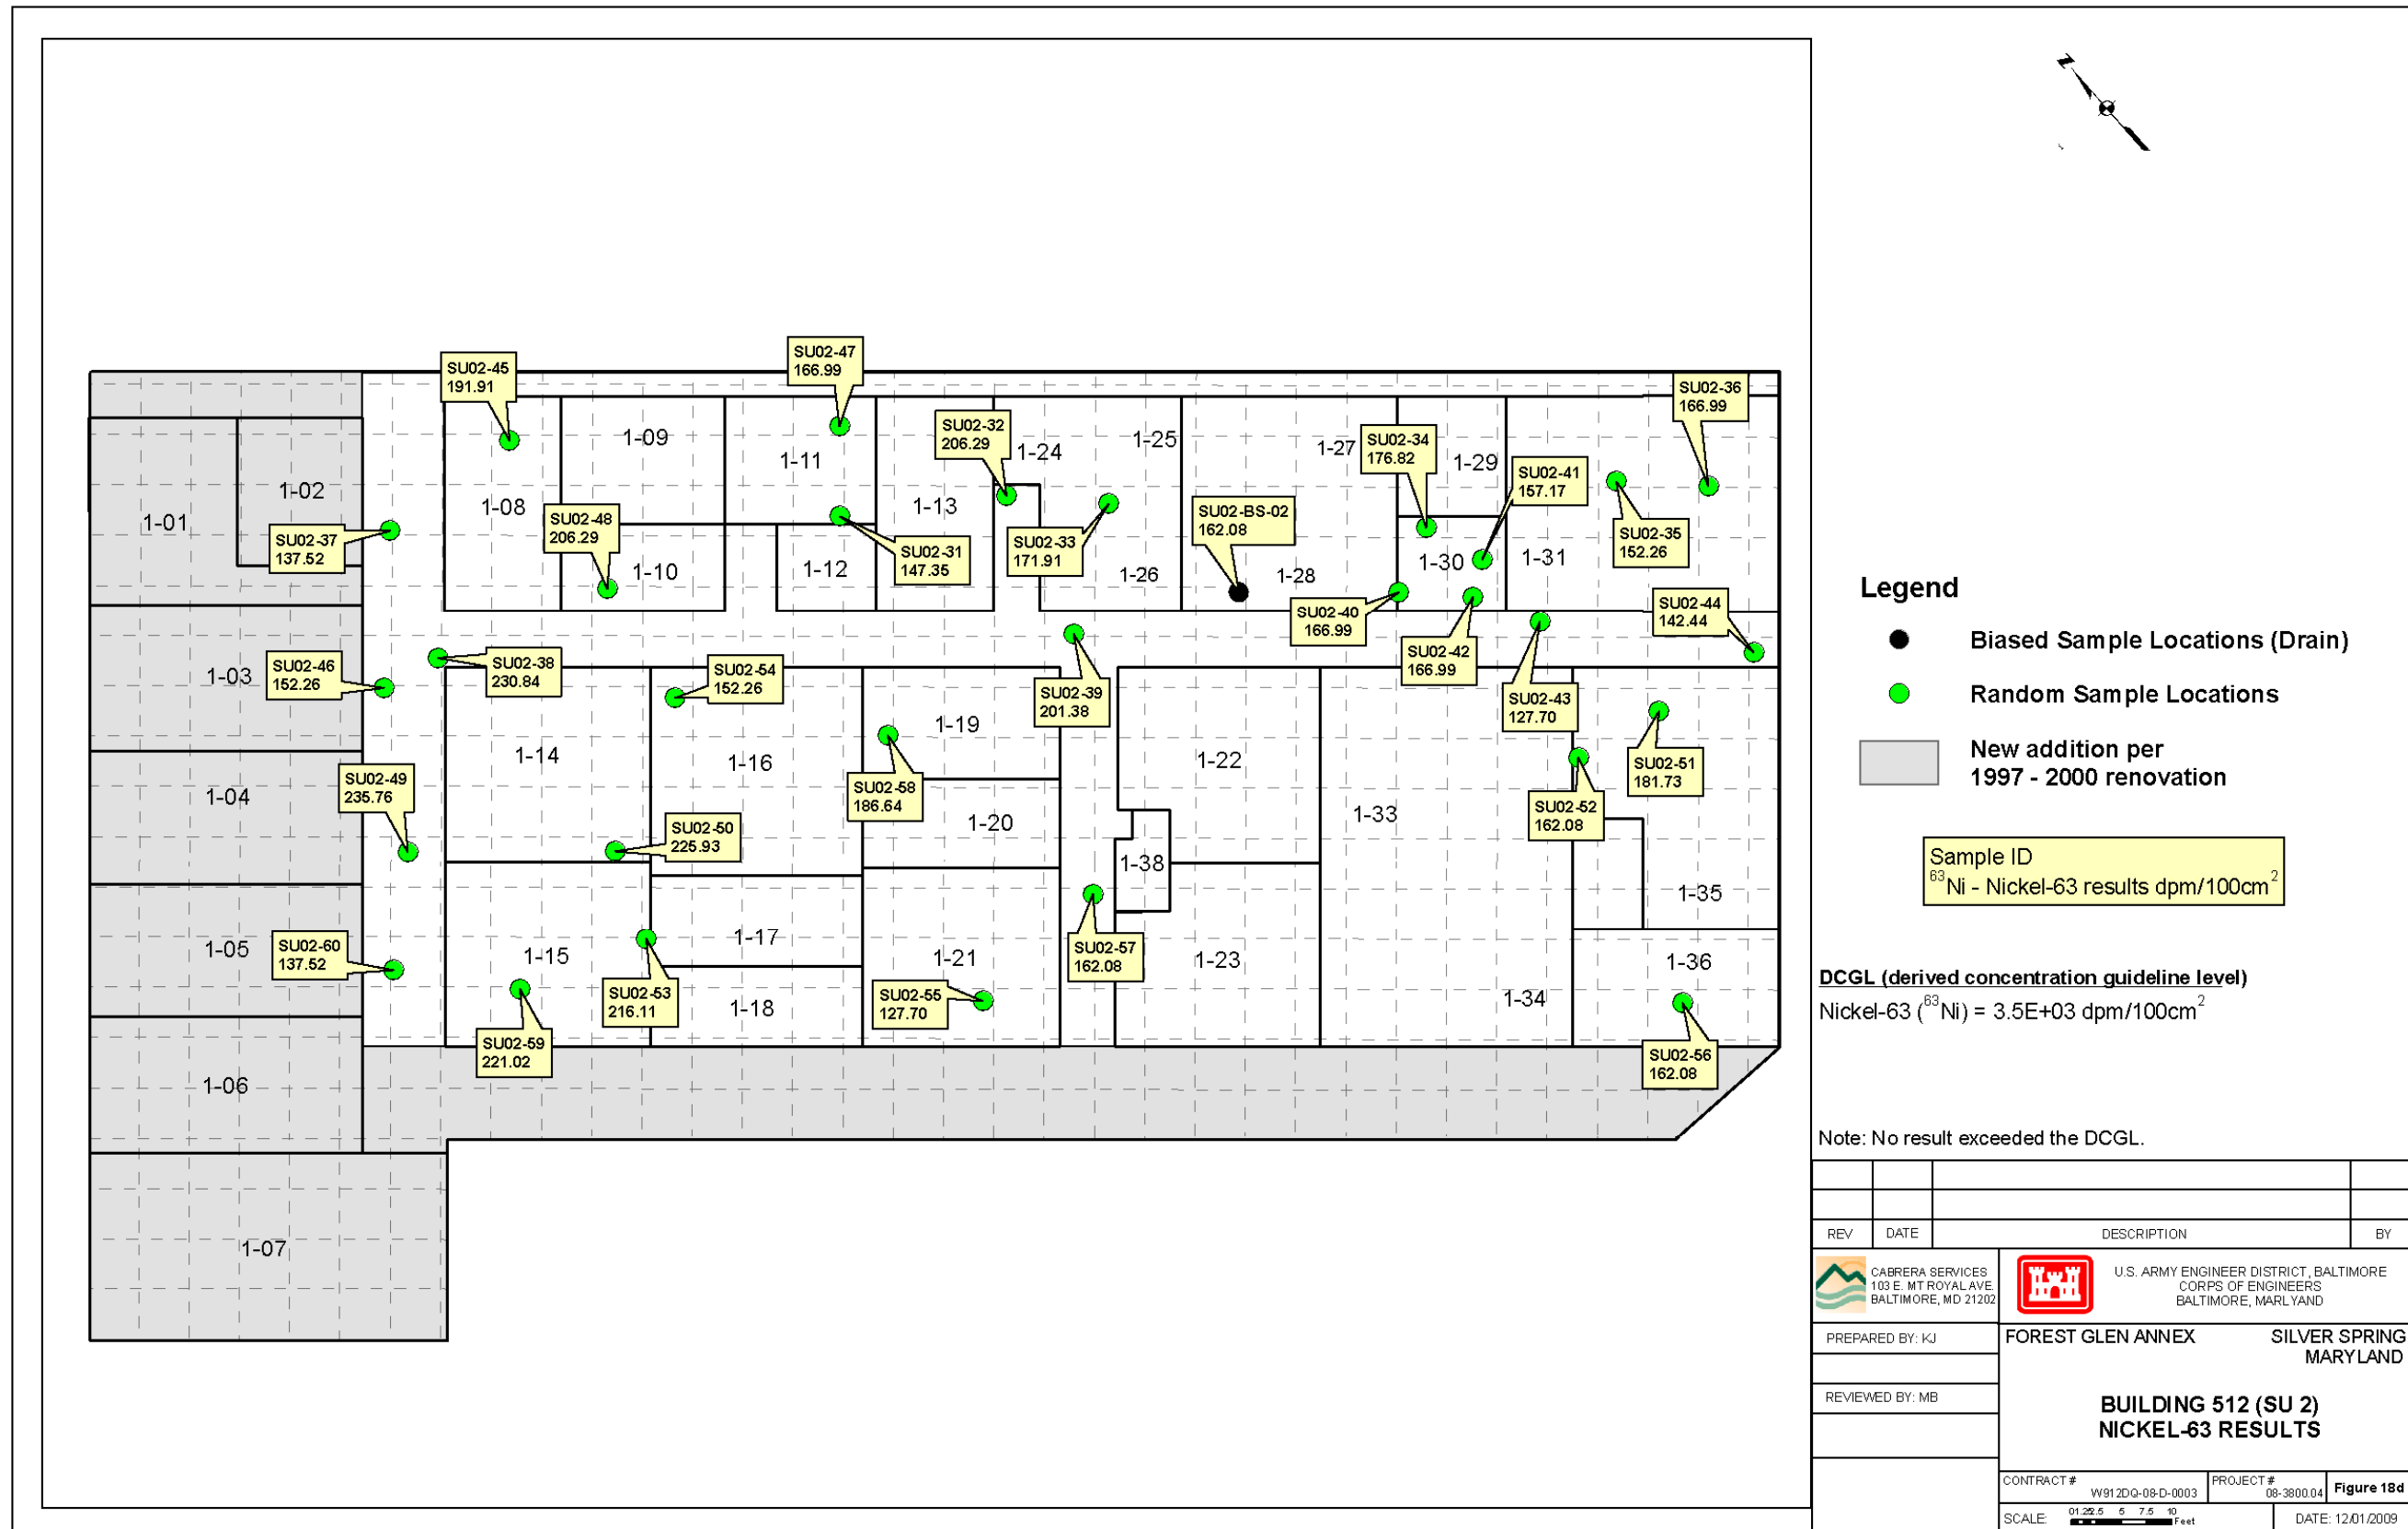 Z
SU02-47
166.99
SU02-45
191.91
SU02-36
166.99
SU02-32
206.29
SU02-34
176.82
1-09
1-24
1-25
1-27
1-11
1-29
SU02-41
157.17
1-02
1-01
1-08
1-13
SU02-48
206.29
SU02-BS-02
162.08
SU02-37
137.52
SU02-33
171.91
SU02-35
152.26
SU02-31
147.35
1-10
1-12
1-26
1-28
1-30
1-31
SU02-40
166.99
SU02-44
142.44
SU02-42
166.99
SU02-46
152.26
1-03
SU02-38
230.84
SU02-54
152.26
SU02-39
201.38
SU02-43
127.70
1-19
1-14
1-16
1-22
SU02-51
181.73
SU02-49
235.76
1-04
SU02-58
186.64
SU02-52
162.08
1-33
SU02-50
225.93
1-20
1-38
1-35
1-05
SU02-60
137.52
1-15
1-17
1-21
SU02-57
162.08
1-23
1-36
SU02-53
216.11
1-18
SU02-55
127.70
1-34
SU02-59
221.02
SU02-56
162.08
1-06
1-07
Legend
Biased Sample Locations (Drain)
Random Sample Locations
New addition per
1997 - 2000 renovation
Sample ID
63Ni - Nickel-63 results dpm/100cm2
DCGL (derived concentration guideline level)
Nickel-63 (63Ni) = 3.5E+03 dpm/100cm2
Note: No result exceeded the DCGL.
REV DATE DESCRIPTION BY
CABRERA SERVICES
103 E. MT ROYAL AVE.
BALTIMORE, MD 21202
U.S. ARMY ENGINEER DISTRICT, BALTIMORE
CORPS OF ENGINEERS
BALTIMORE, MARLYAND
PREPARED BY: KJ
FOREST GLEN ANNEX SILVER SPRING
MARYLAND
REVIEWED BY: MB
BUILDING 512 (SU 2)
NICKEL-63 RESULTS
CONTRACT #
W912DQ-08-D-0003
PROJECT #
08-3800.04
Figure 18d
SCALE: 0 1.25 2.5 5 7.5 10
Feet
DATE: 12/01/2009